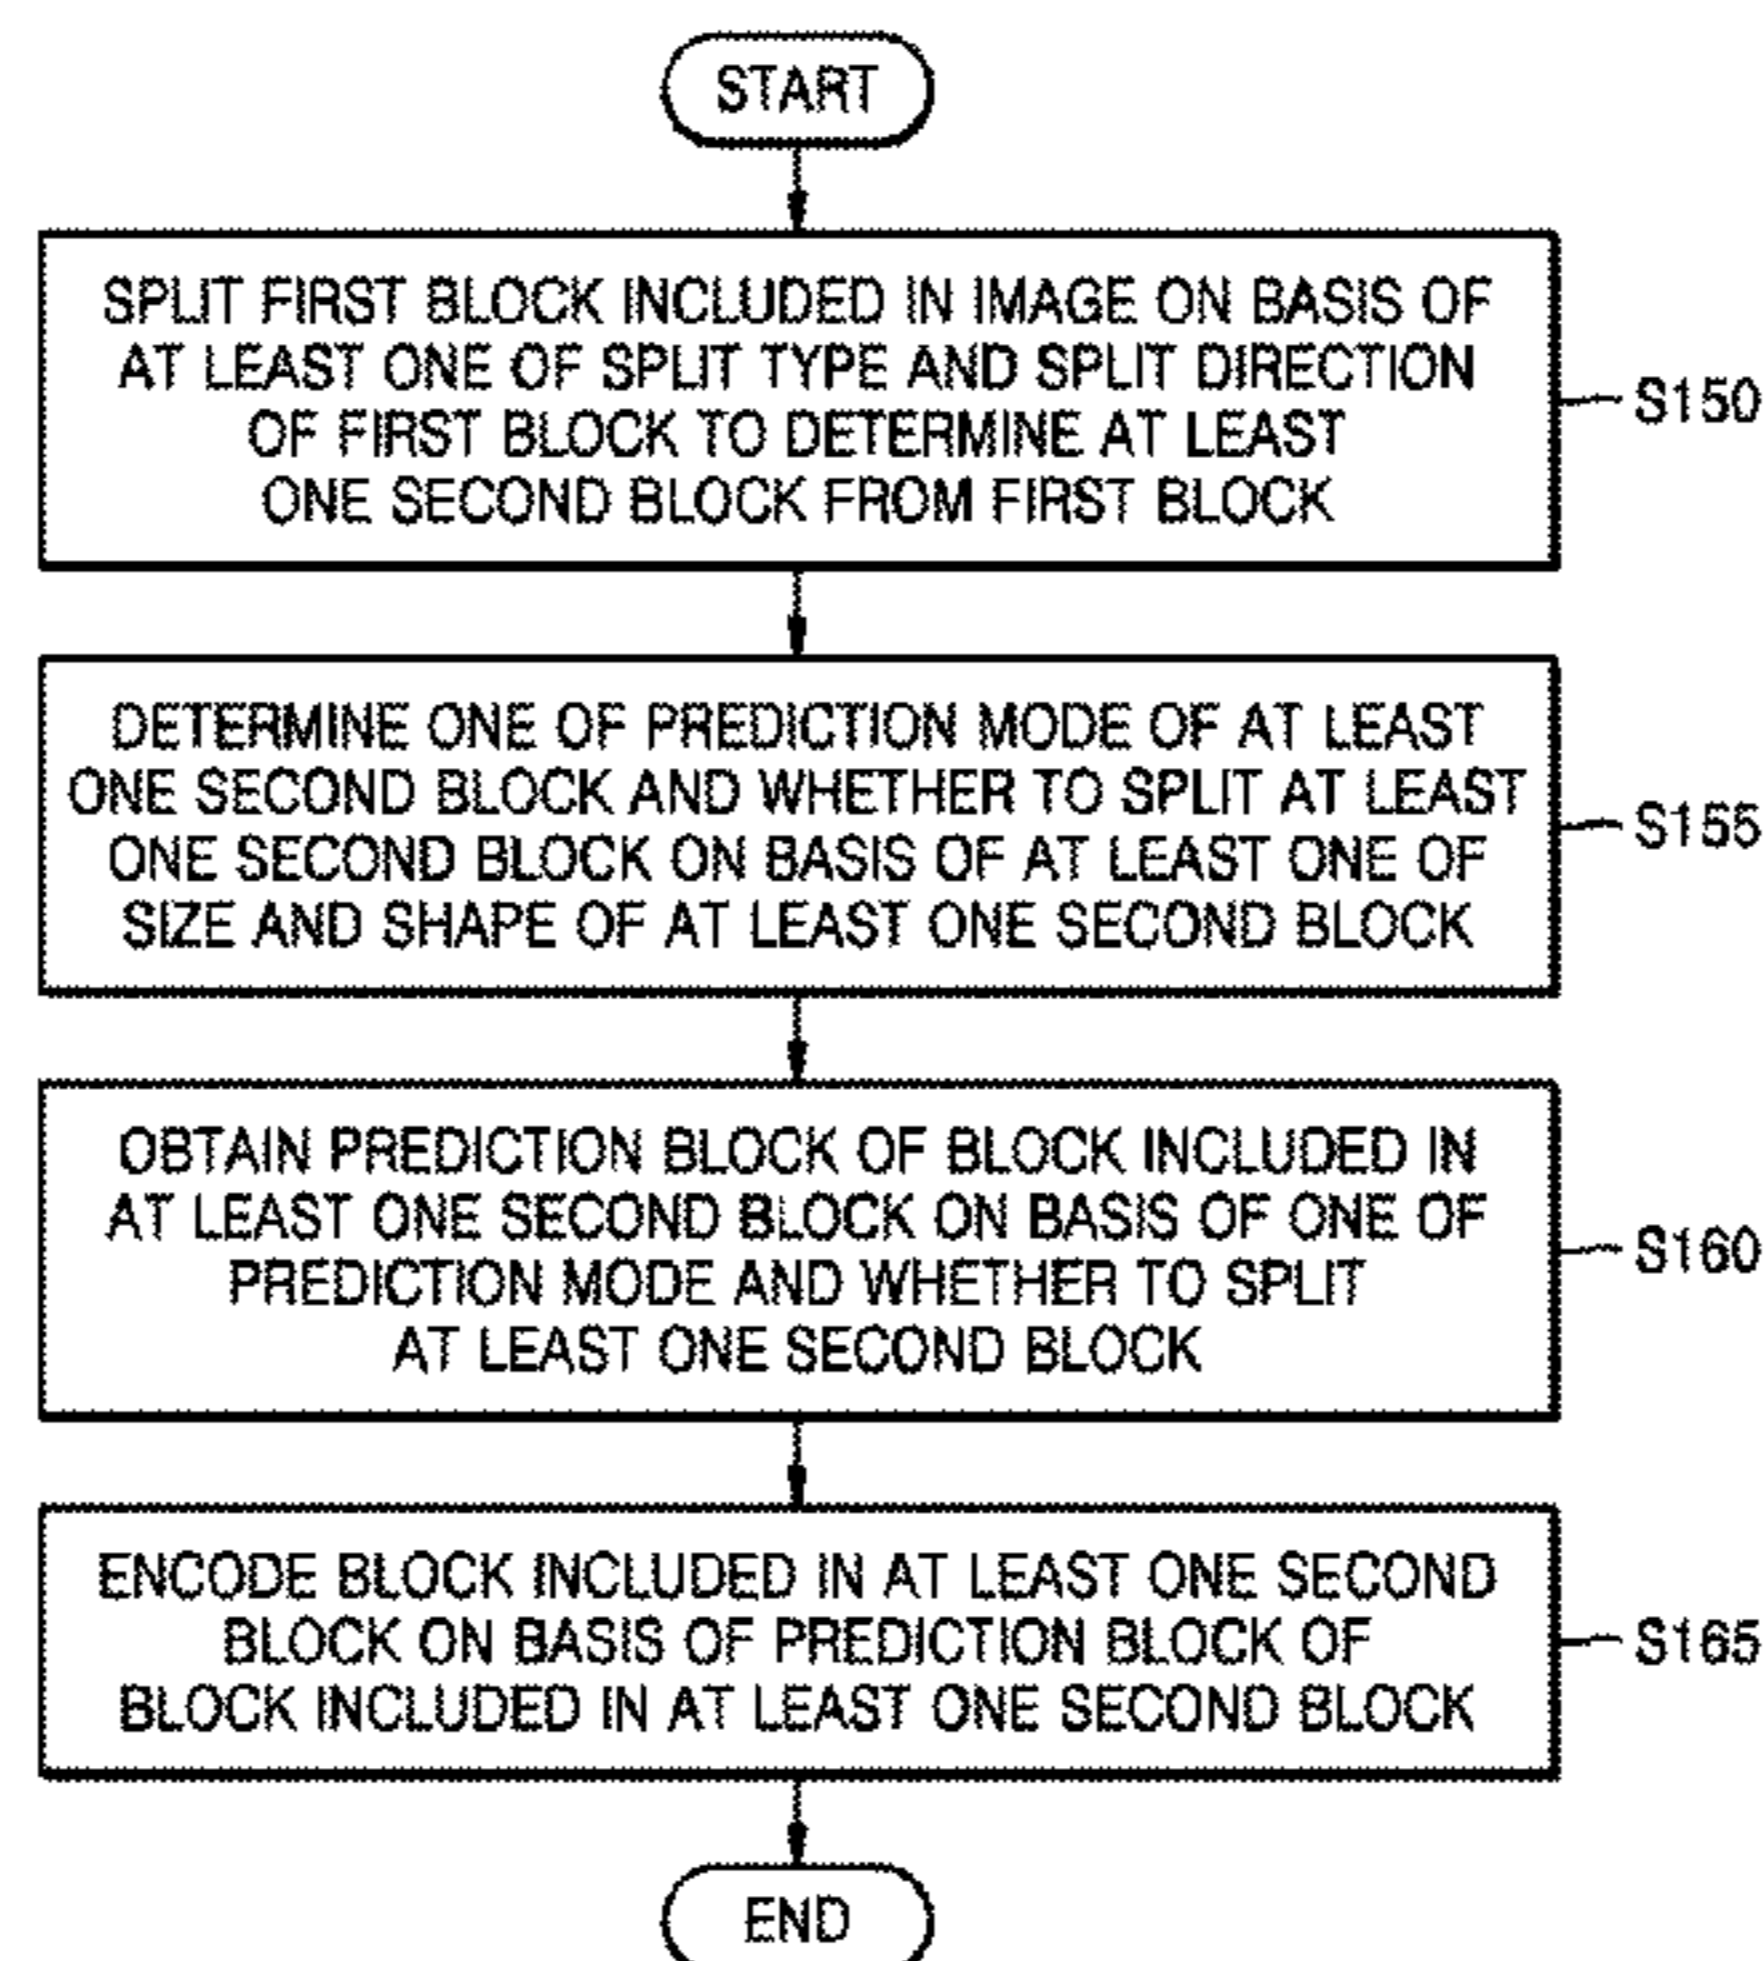 START
SPLIT FIRST BLOCK INCLUDED IN IMAGE ON BASIS OF
AT LEAST ONE OF SPLIT TYPE AND SPLIT DIRECTION
OF FIRST BLOCK TO DETERMINE AT LEAST
ONE SECOND BLOCK FROM FIRST BLOCK
S150
DETERMINE ONE OF PREDICTION MODE OF AT LEAST
ONE SECOND BLOCK AND WHETHER TO SPLIT AT LEAST
ONE SECOND BLOCK ON BASIS OF AT LEAST ONE OF
SIZE AND SHAPE OF AT LEAST ONE SECOND BLOCK
S155
OBTAIN PREDICTION BLOCK OF BLOCK INCLUDED IN
AT LEAST ONE SECOND BLOCK ON BASIS OF ONE OF
PREDICTION MODE AND WHETHER TO SPLIT
AT LEAST ONE SECOND BLOCK
S160
ENCODE BLOCK INCLUDED IN AT LEAST ONE SECOND
BLOCK ON BASIS OF PREDICTION BLOCK OF
BLOCK INCLUDED IN AT LEAST ONE SECOND BLOCK
S165
END